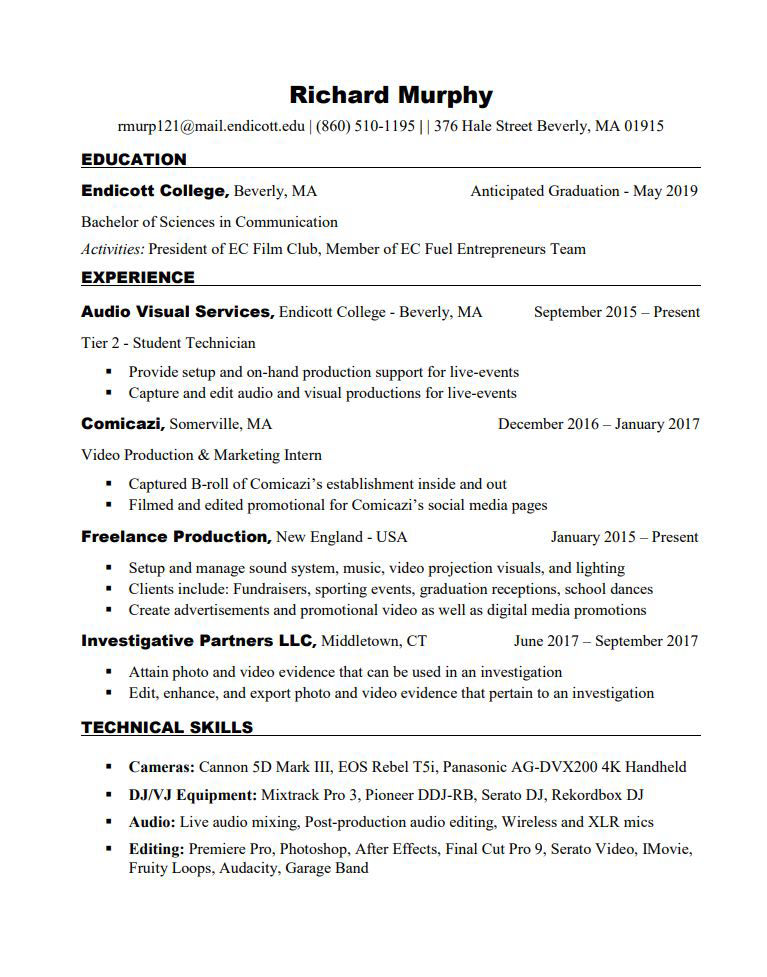 Richard Murphy
rmurp121@mail.endicott.edu | (860) 510-1195 | | 376 Hale Street Beverly, MA 01915
EDUCATION
Endicott College, Beverly, MA Anticipated Graduation - May 2019
Bachelor of Sciences in Communication
Activities: President of EC Film Club, Member of EC Fuel Entrepreneurs Team
EXPERIENCE
Audio Visual Services, Endicott College - Beverly, MA September 2015 – Present
Tier 2 - Student Technician
▪ Provide setup and on-hand production support for live-events
▪ Capture and edit audio and visual productions for live-events
Comicazi, Somerville, MA December 2016 – January 2017
Video Production & Marketing Intern
▪ Captured B-roll of Comicazi’s establishment inside and out
▪ Filmed and edited promotional for Comicazi’s social media pages
Freelance Production, New England - USA January 2015 – Present
▪ Setup and manage sound system, music, video projection visuals, and lighting
▪ Clients include: Fundraisers, sporting events, graduation receptions, school dances
▪ Create advertisements and promotional video as well as digital media promotions
Investigative Partners LLC, Middletown, CT June 2017 – September 2017
▪ Attain photo and video evidence that can be used in an investigation
▪ Edit, enhance, and export photo and video evidence that pertain to an investigation
TECHNICAL SKILLS
▪ Cameras: Cannon 5D Mark III, EOS Rebel T5i, Panasonic AG-DVX200 4K Handheld
▪ DJ/VJ Equipment: Mixtrack Pro 3, Pioneer DDJ-RB, Serato DJ, Rekordbox DJ
▪ Audio: Live audio mixing, Post-production audio editing, Wireless and XLR mics
▪ Editing: Premiere Pro, Photoshop, After Effects, Final Cut Pro 9, Serato Video, IMovie,
Fruity Loops, Audacity, Garage Band